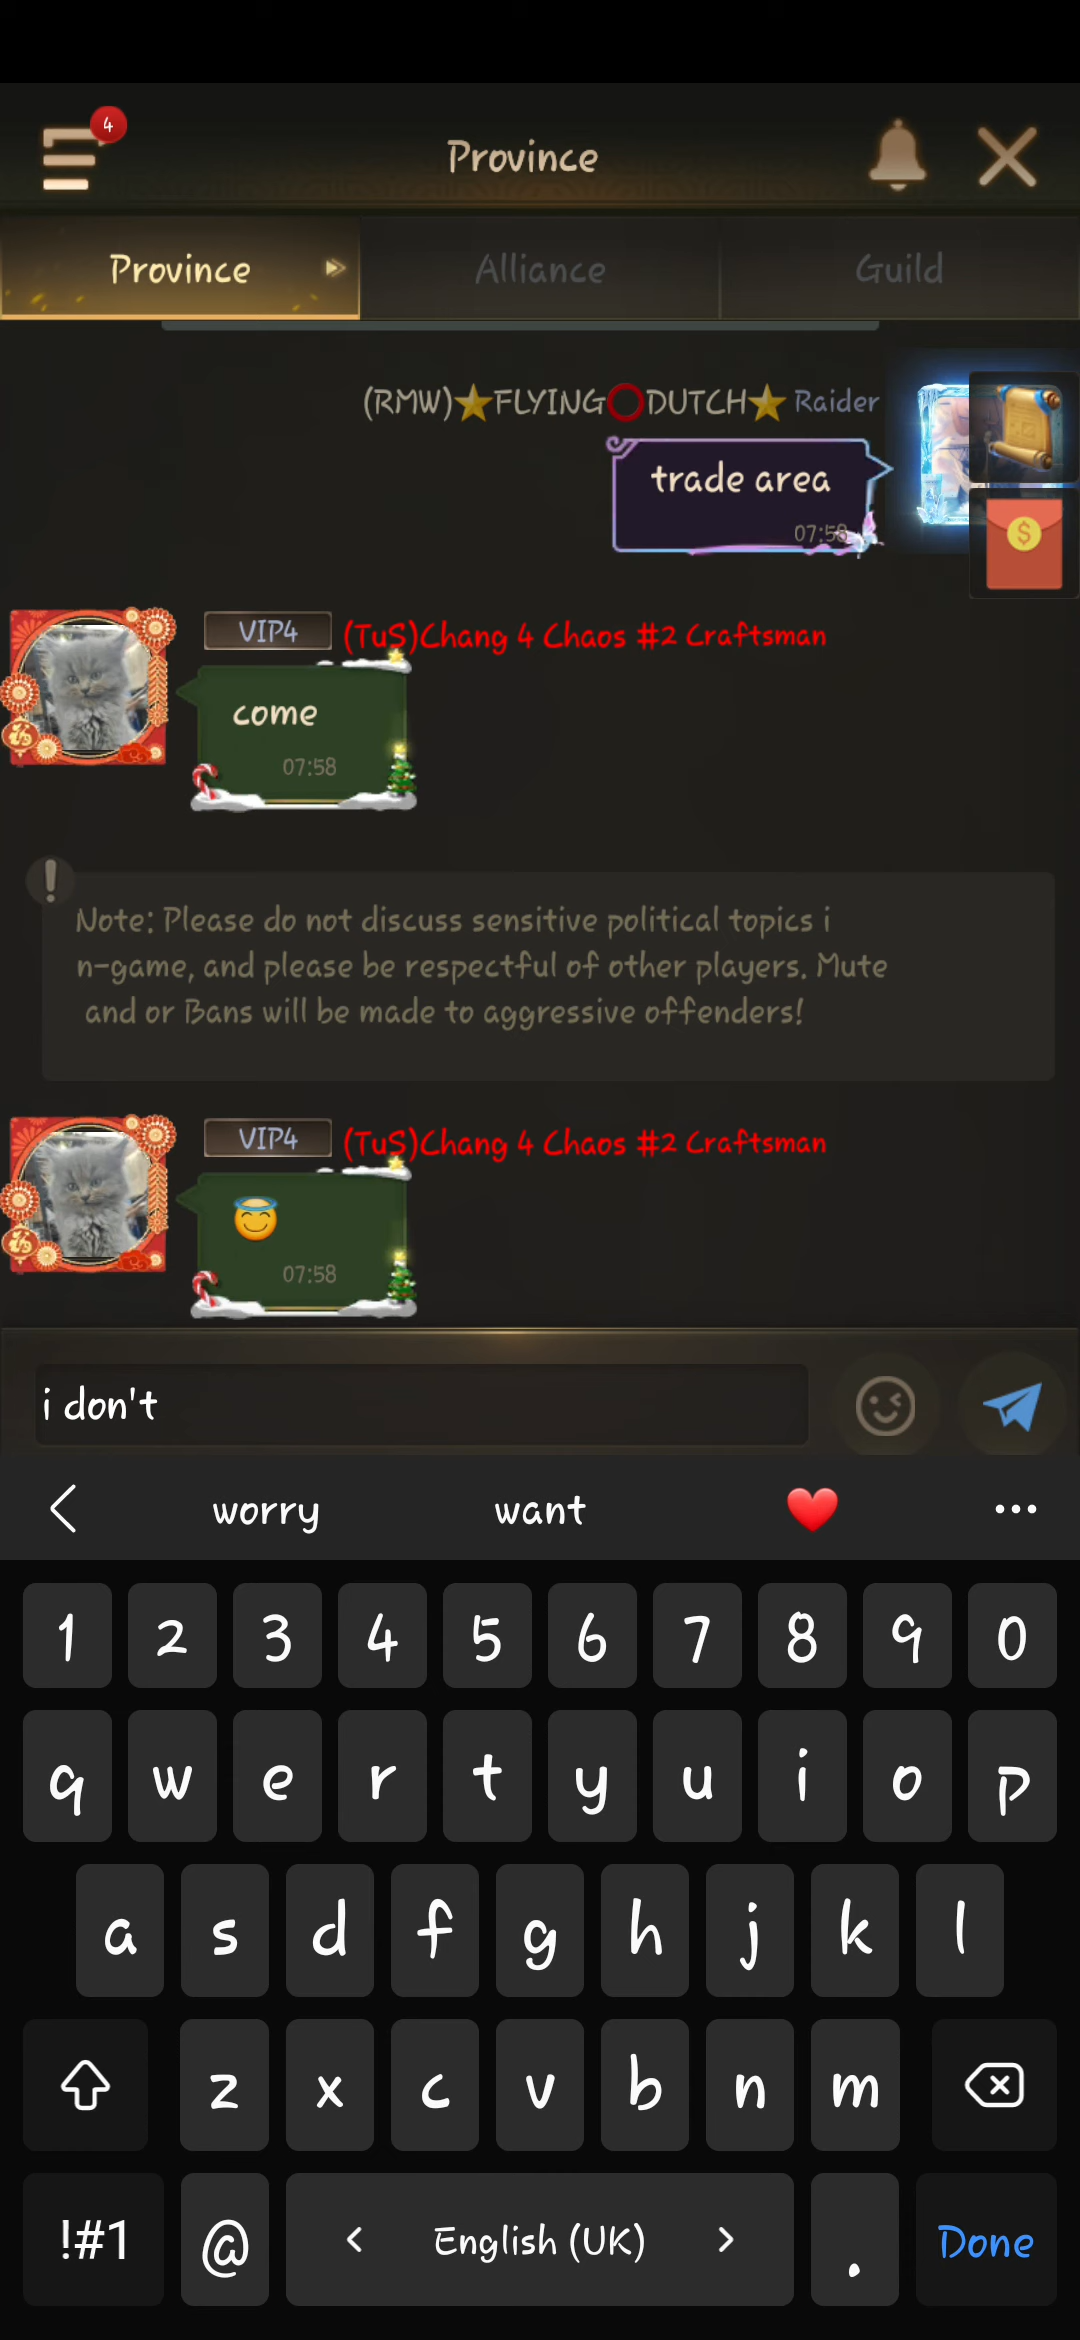 4
Province
Province
Alliance
Guild
(RMW)⭐FLYING⭕DUTCH⭐ Raider
trade area
07:58
VIP4 (TuS)Chang 4 Chaos #2 Craftsman
come
07:58
Note: Please do not discuss sensitive political topics i
n-game, and please be respectful of other players. Mute
and or Bans will be made to aggressive offenders!
VIP4 (TuS)Chang 4 Chaos #2 Craftsman
😇
07:58
i don't
worry want ❤️ ...
1 2 3 4 5 6 7 8 9 0
q w e r t y u i o p
a s d f g h j k l
z x c v b n m
!#1 @ < English (UK) > . Done